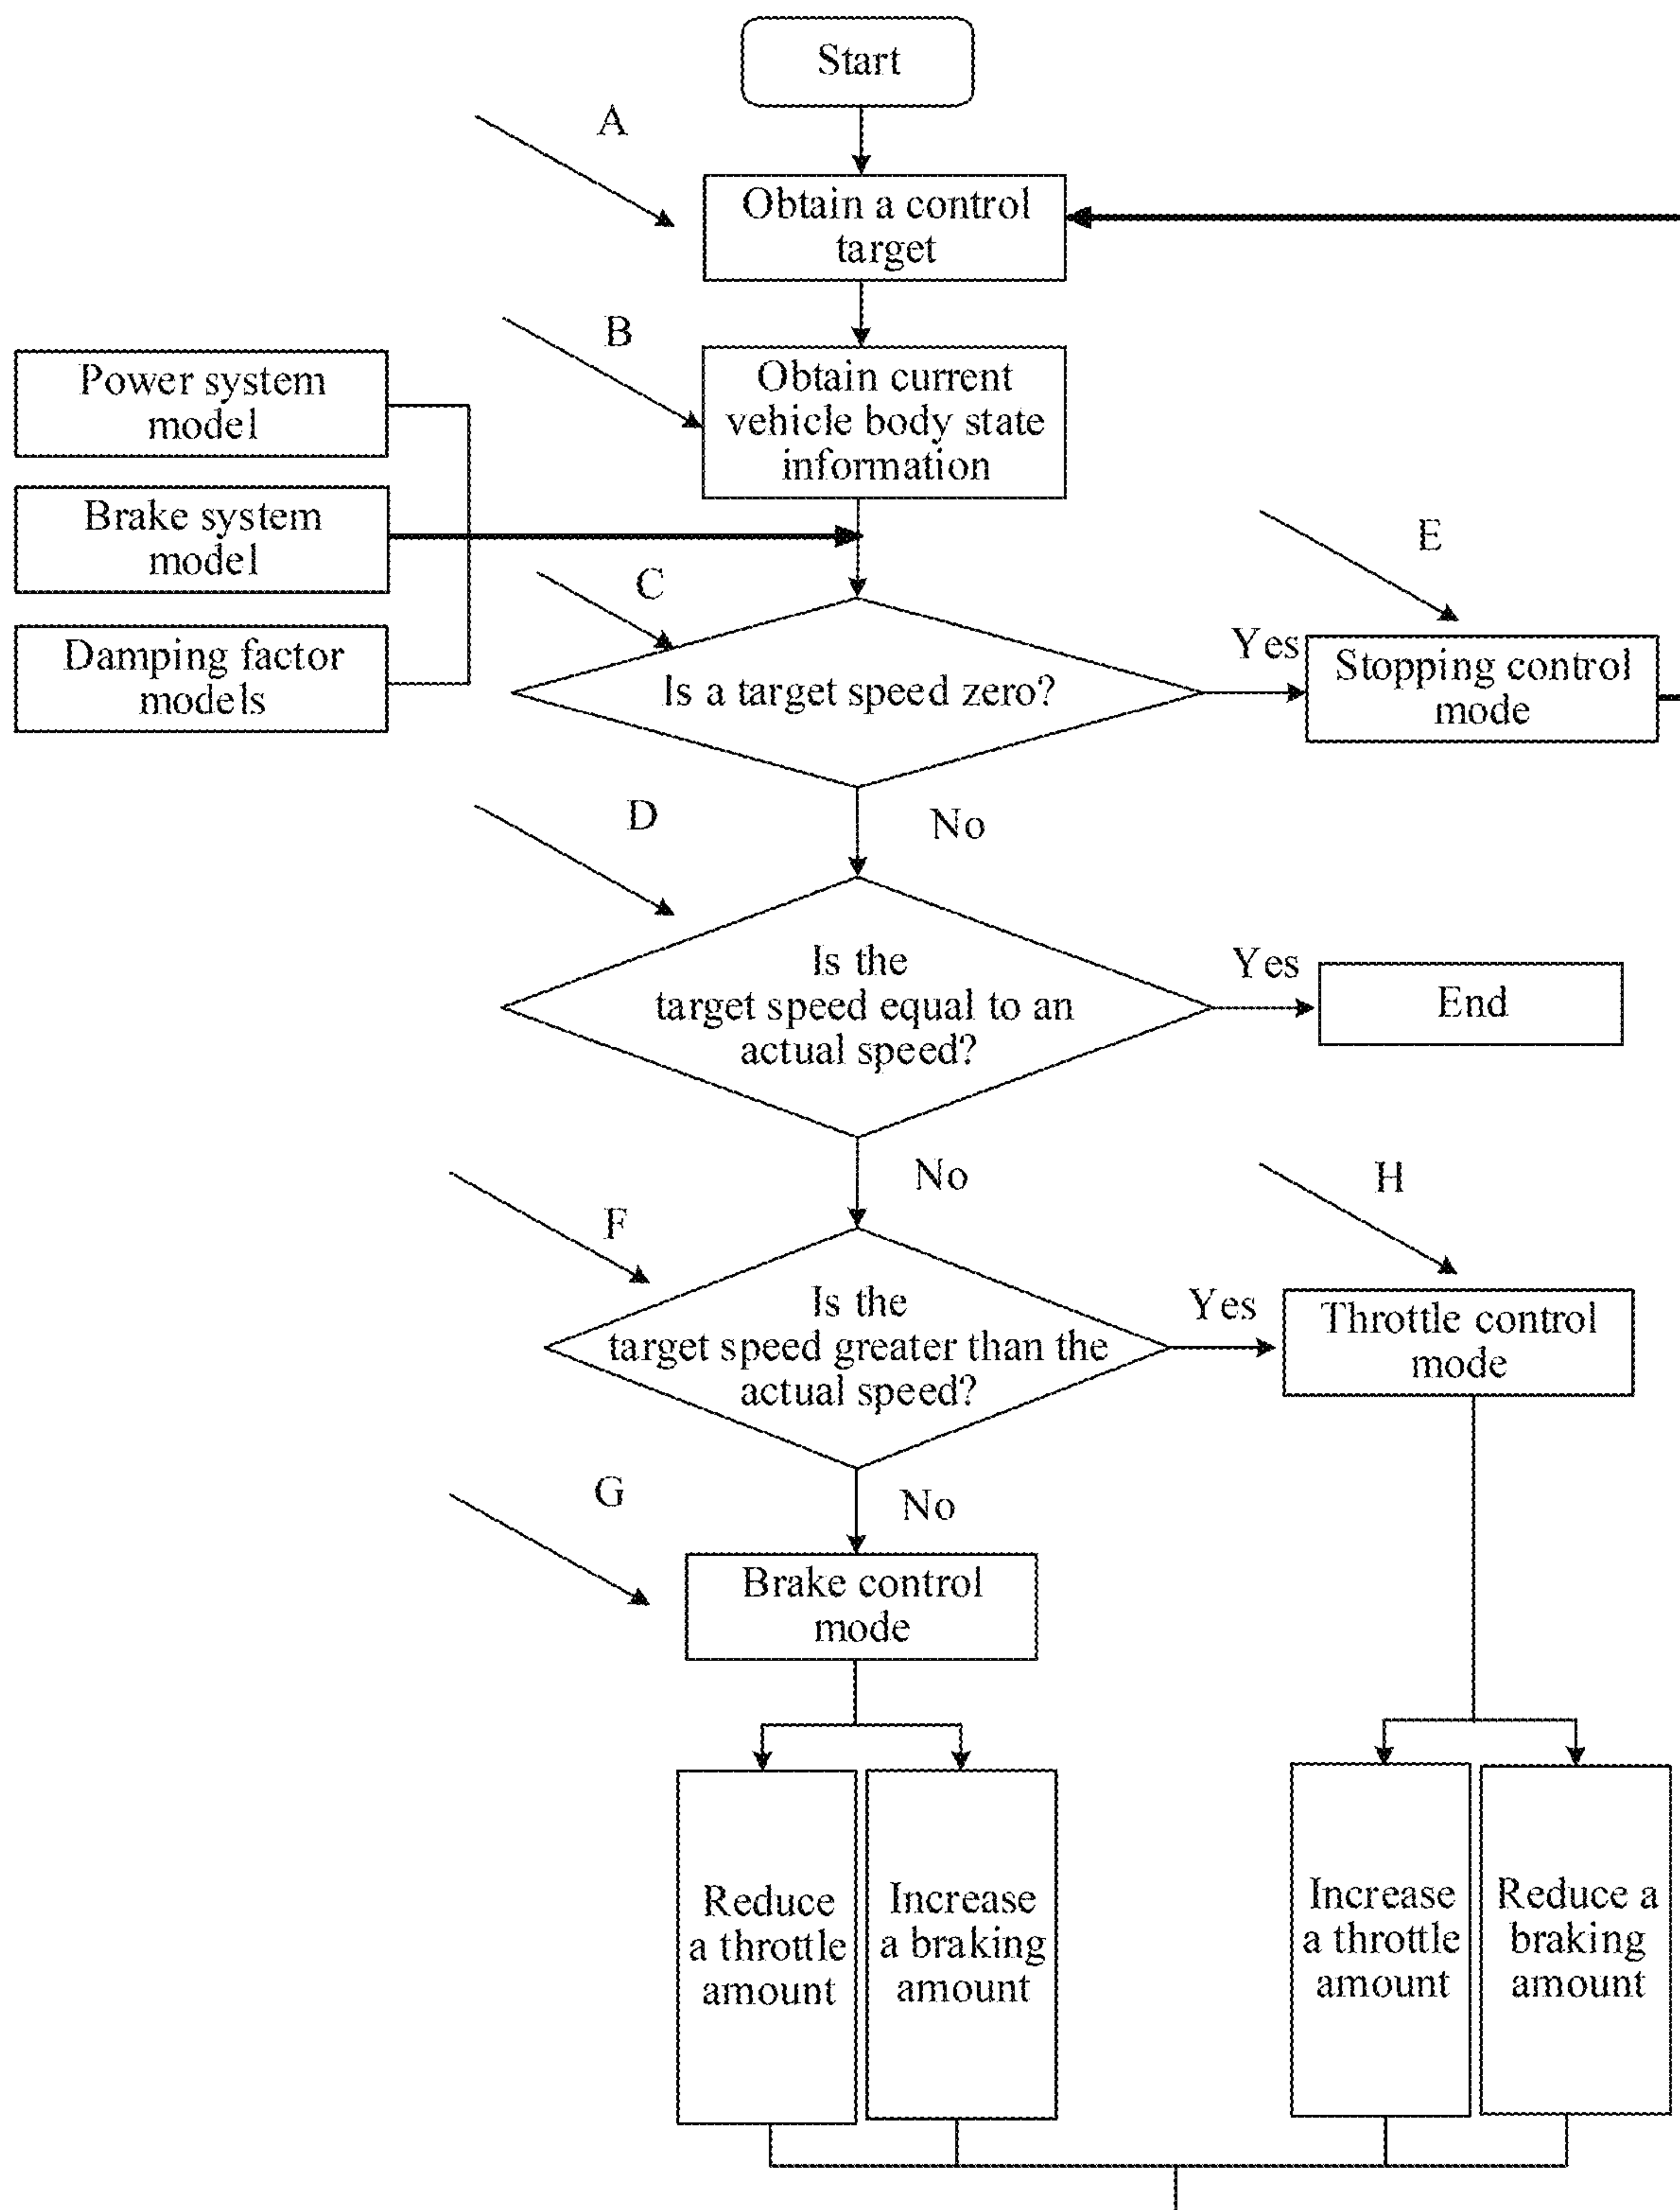 Start
A
Obtain a control
target
B
Obtain current
vehicle body state
information
Power system
model
Brake system
model
Damping factor
models
C
Is a target speed zero?
Yes
E
Stopping control
mode
No
D
Is the
target speed equal to an
actual speed?
Yes
End
No
F
Is the
target speed greater than the
actual speed?
Yes
H
Throttle control
mode
No
G
Brake control
mode
Reduce
a throttle
amount
Increase
a braking
amount
Increase
a throttle
amount
Reduce a
braking
amount